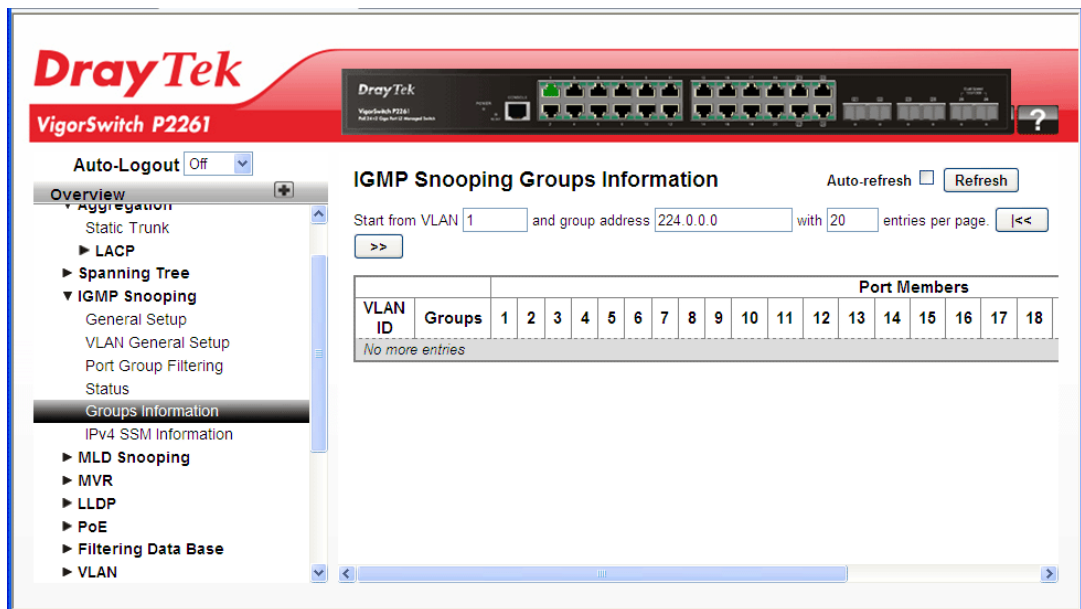 DrayTek
VigorSwitch P2261
DrayTek
VigorSwitch P2261
CONSOLE
POWER
?
Auto-Logout Off
Overview
Aggregation
Static Trunk
LACP
Spanning Tree
IGMP Snooping
General Setup
VLAN General Setup
Port Group Filtering
Status
Groups Information
IPv4 SSM Information
MLD Snooping
MVR
LLDP
PoE
Filtering Data Base
VLAN
IGMP Snooping Groups Information
Auto-refresh Refresh
Start from VLAN 1 and group address 224.0.0.0 with 20 entries per page. |<<
>>
Port Members
VLAN ID Groups 1 2 3 4 5 6 7 8 9 10 11 12 13 14 15 16 17 18
No more entries